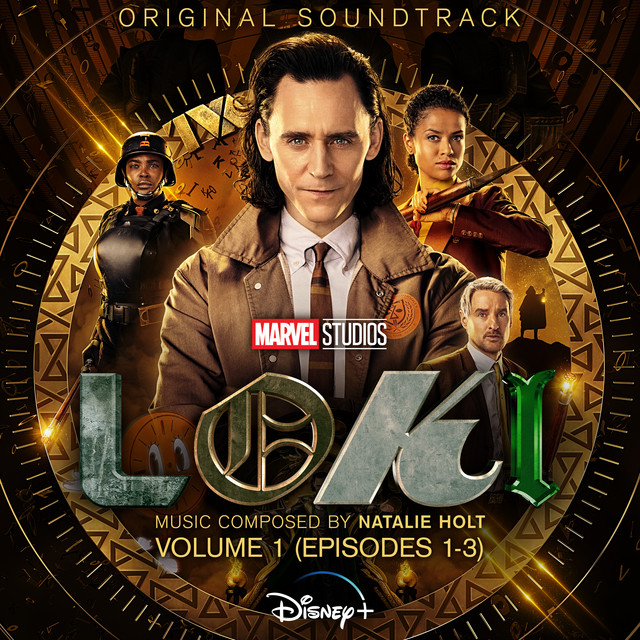 ORIGINAL SOUNDTRACK
MARVEL STUDIOS
LOKI
MUSIC COMPOSED BY NATALIE HOLT
VOLUME 1 (EPISODES 1-3)
Disney+